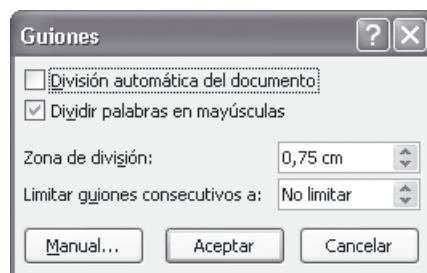 Guiones
División automática del documento
Dividir palabras en mayúsculas
Zona de división: 0,75 cm
Limitar guiones consecutivos a: No limitar
Manual... Aceptar Cancelar